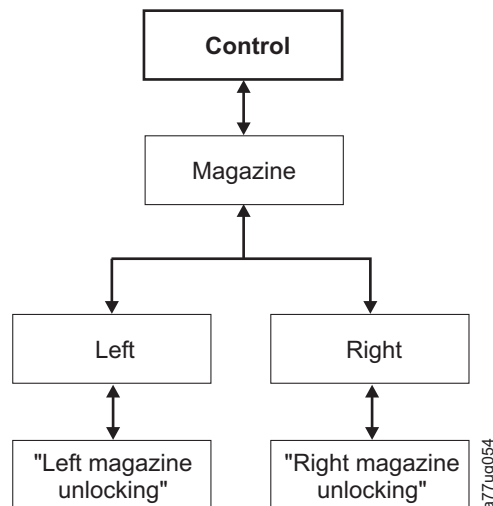 Control
Magazine
Left
Right
"Left magazine
unlocking"
"Right magazine
unlocking"
a77ug054